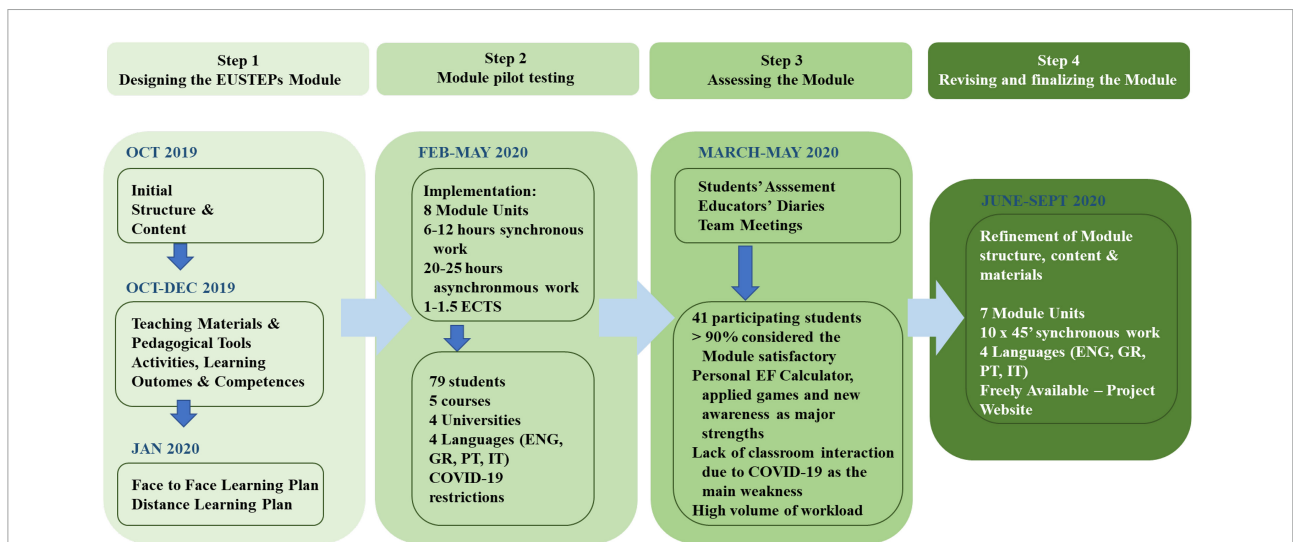 Step 1
Designing the EUSTEPs Module
Step 2
Module pilot testing
Step 3
Assessing the Module
Step 4
Revising and finalizing the Module
OCT 2019
Initial
Structure &
Content
OCT-DEC 2019
Teaching Materials &
Pedagogical Tools
Activities, Learning
Outomes & Competences
JAN 2020
Face to Face Learning Plan
Distance Learning Plan
FEB-MAY 2020
Implementation:
8 Module Units
6-12 hours synchronous
work
20-25 hours
asynchronmous work
1-1.5 ECTS
79 students
5 courses
4 Universities
4 Languages (ENG,
GR, PT, IT)
COVID-19
restrictions
MARCH-MAY 2020
Students' Asssement
Educators' Diaries
Team Meetings
41 participating students
> 90% considered the
Module satisfactory
Personal EF Calculator,
applied games and new
awareness as major
strengths
Lack of classroom interaction
due to COVID-19 as the
main weakness
High volume of workload
JUNE-SEPT 2020
Refinement of Module
structure, content &
materials
7 Module Units
10 x 45' synchronous work
4 Languages (ENG, GR,
PT, IT)
Freely Available – Project
Website